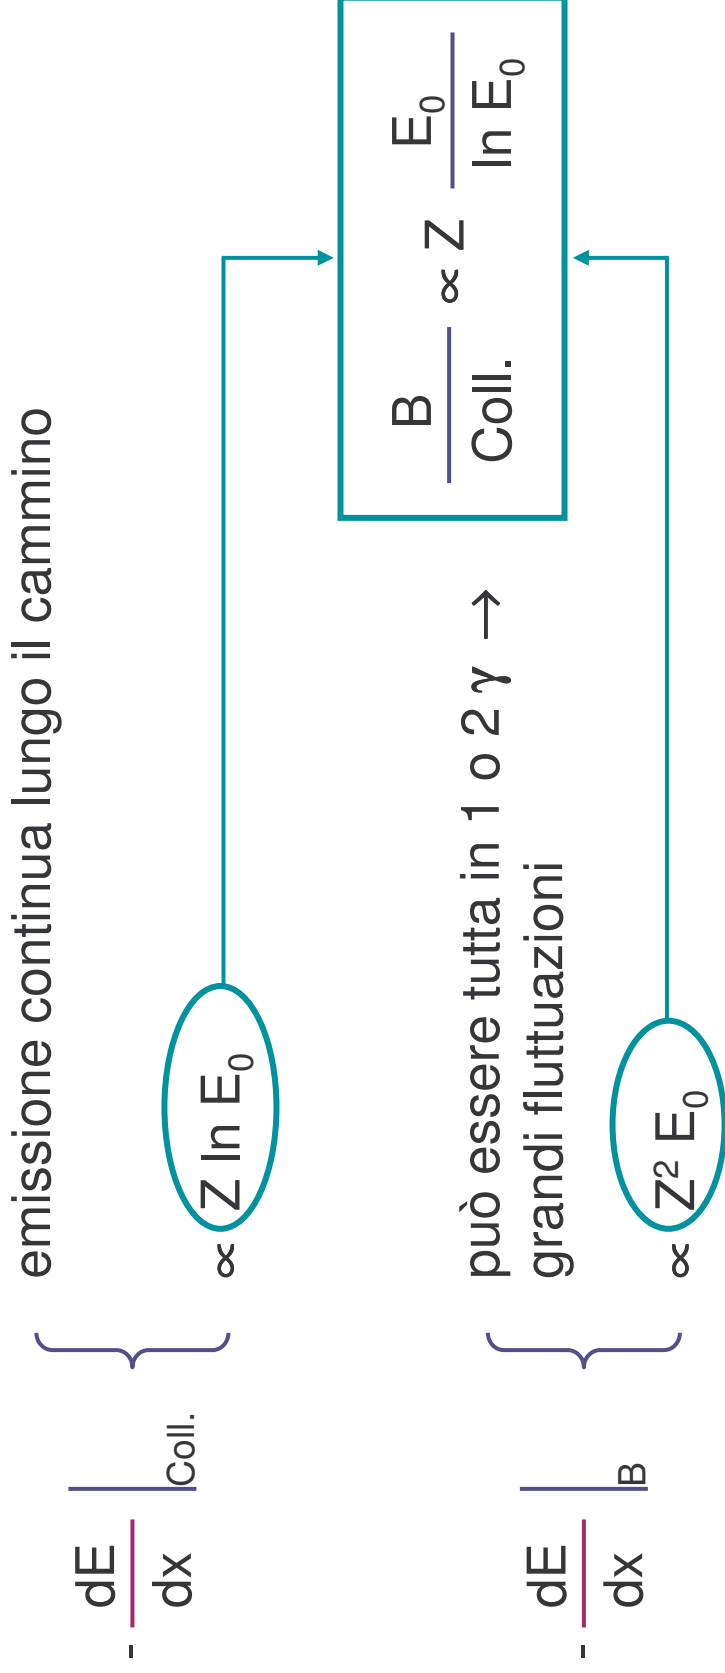 - dE/dx |Coll.
emissione continua lungo il cammino
∝ Z ln E₀
- dE/dx |B
può essere tutta in 1 o 2 γ →
grandi fluttuazioni
∝ Z² E₀
B/Coll. ∝ Z E₀/ln E₀